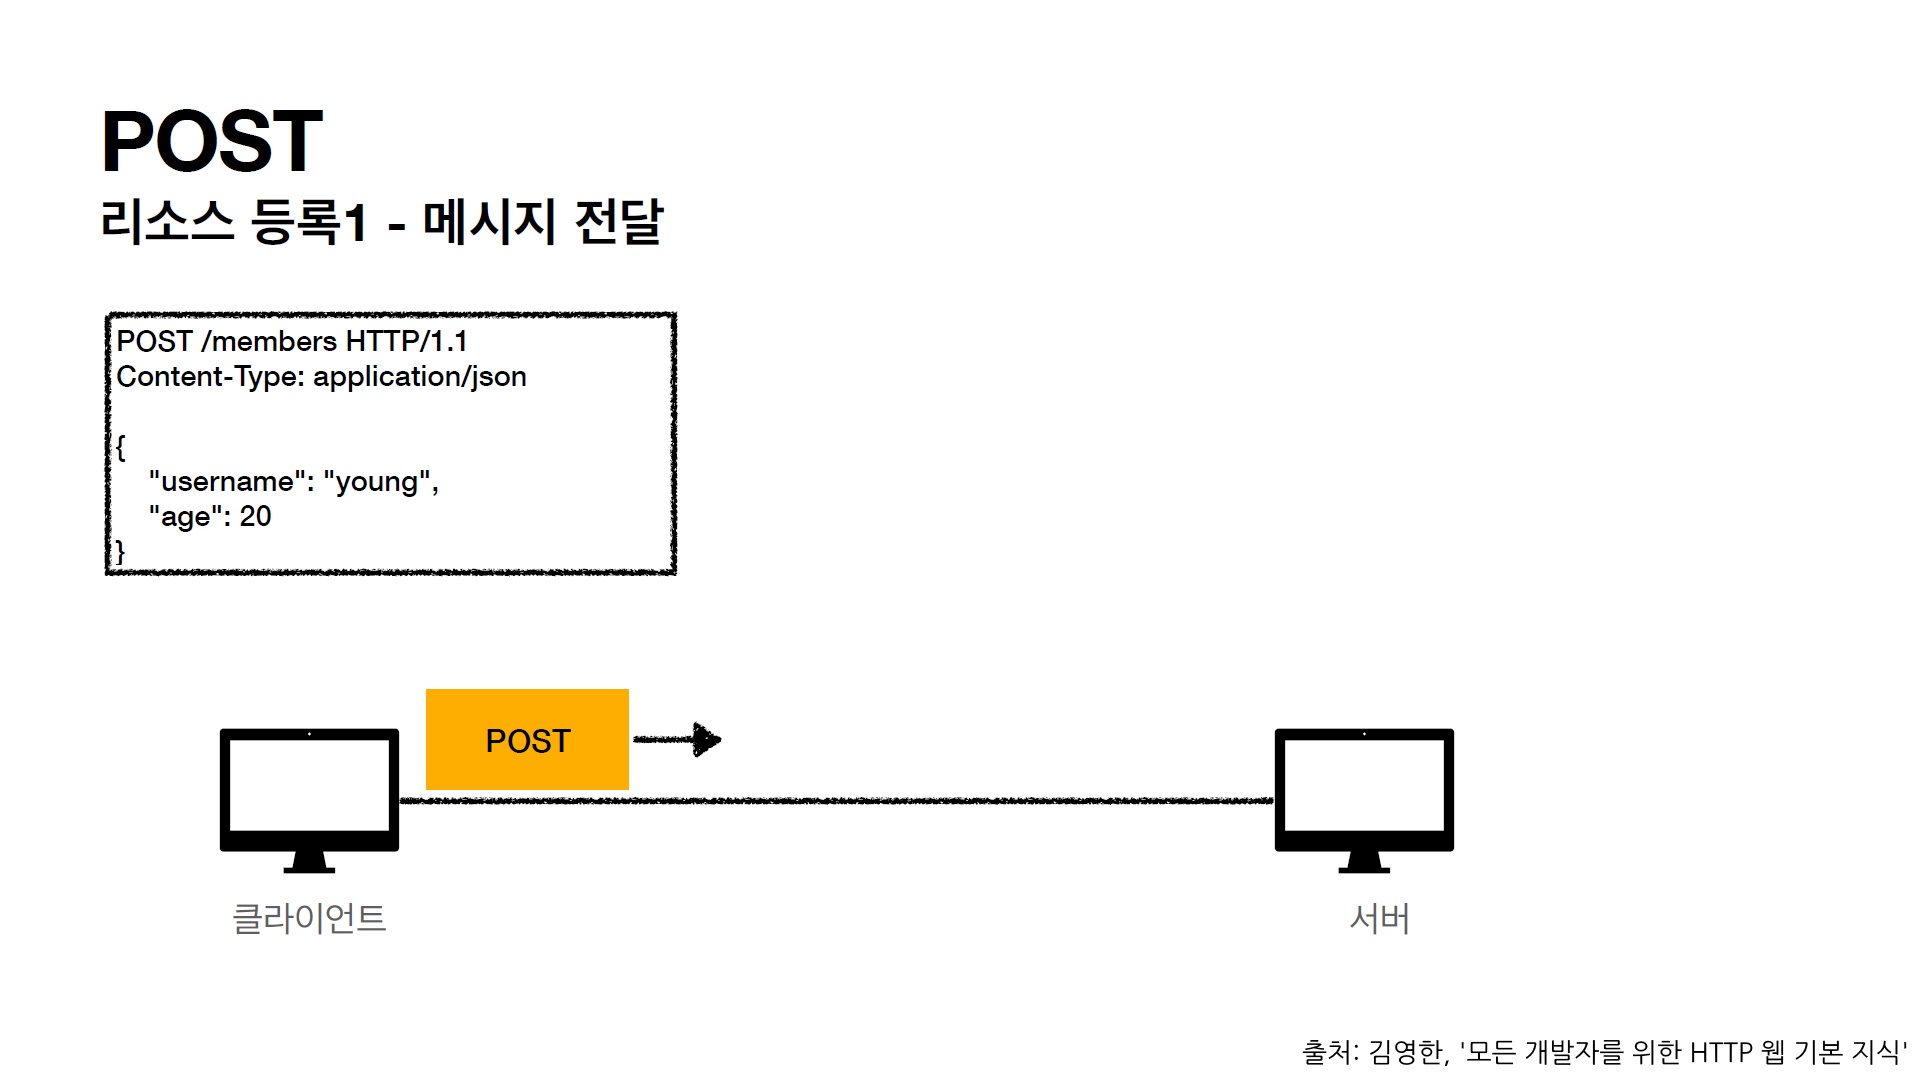 POST
리소스 등록1 - 메시지 전달
POST /members HTTP/1.1
Content-Type: application/json
{
"username": "young",
"age": 20
}
POST
클라이언트
서버
출처: 김영한, '모든 개발자를 위한 HTTP 웹 기본 지식'